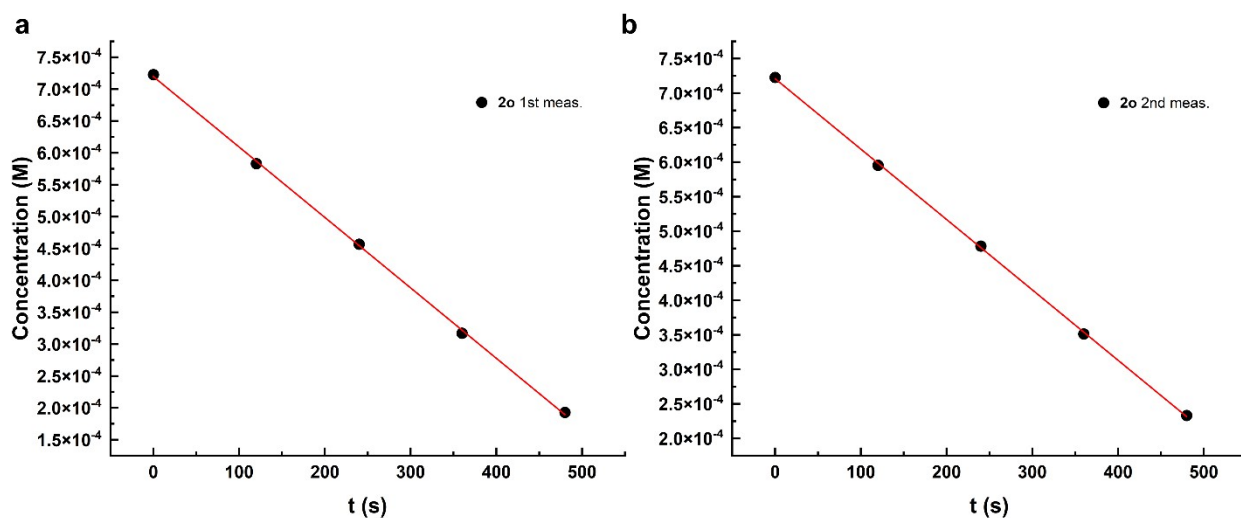 a
Concentration (M)
7.5×10⁻⁴
7.0×10⁻⁴
6.5×10⁻⁴
6.0×10⁻⁴
5.5×10⁻⁴
5.0×10⁻⁴
4.5×10⁻⁴
4.0×10⁻⁴
3.5×10⁻⁴
3.0×10⁻⁴
2.5×10⁻⁴
2.0×10⁻⁴
1.5×10⁻⁴
2o 1st meas.
0 100 200 300 400 500
t (s)
b
Concentration (M)
7.5×10⁻⁴
7.0×10⁻⁴
6.5×10⁻⁴
6.0×10⁻⁴
5.5×10⁻⁴
5.0×10⁻⁴
4.5×10⁻⁴
4.0×10⁻⁴
3.5×10⁻⁴
3.0×10⁻⁴
2.5×10⁻⁴
2.0×10⁻⁴
2o 2nd meas.
0 100 200 300 400 500
t (s)